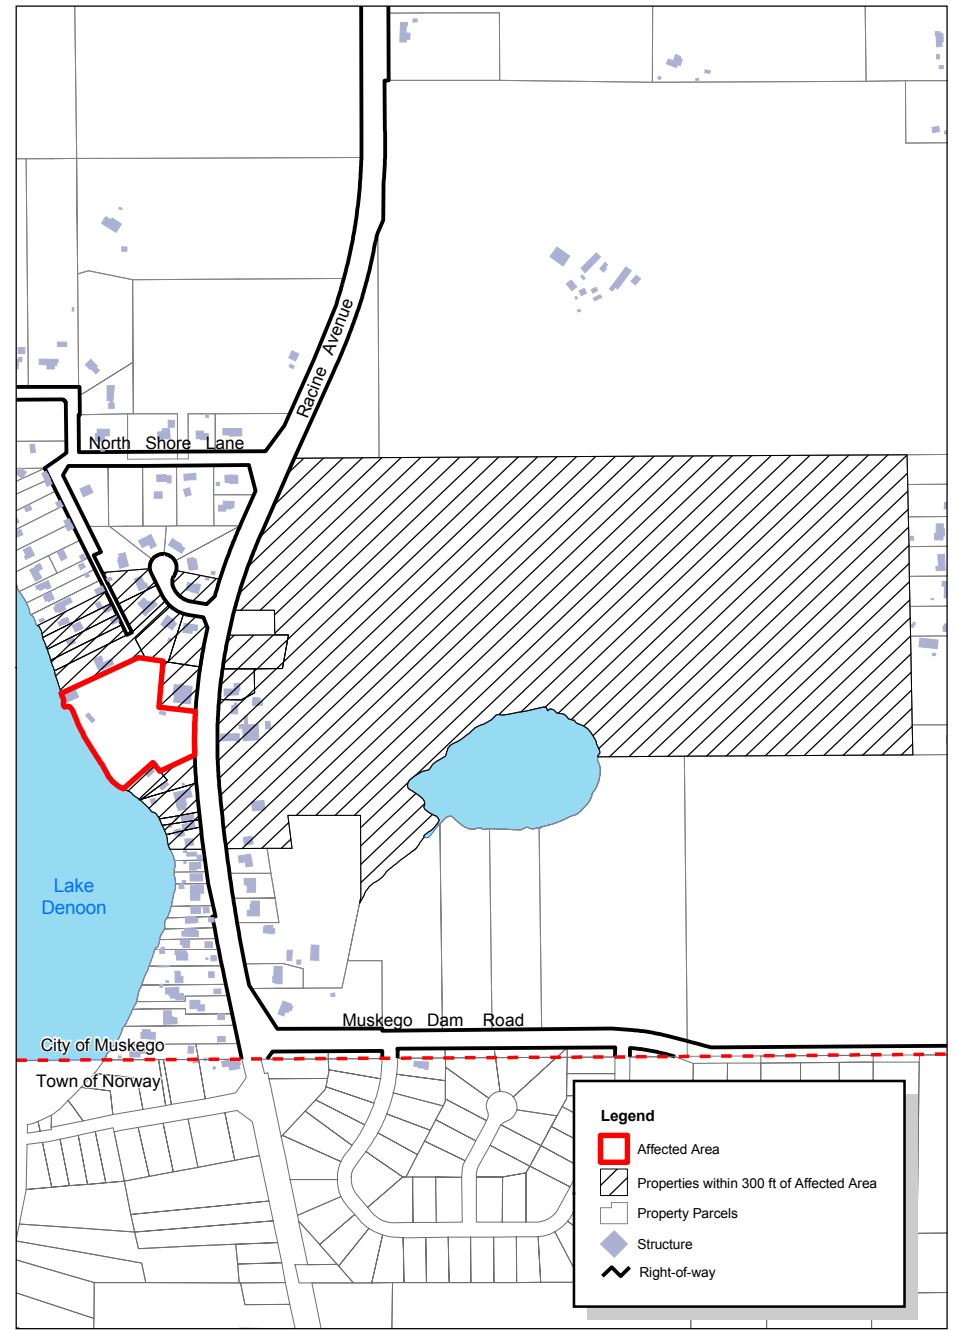 Racine Avenue
North Shore Lane
Lake
Denoon
Muskego Dam Road
City of Muskego
Town of Norway
Legend
Affected Area
Properties within 300 ft of Affected Area
Property Parcels
Structure
Right-of-way